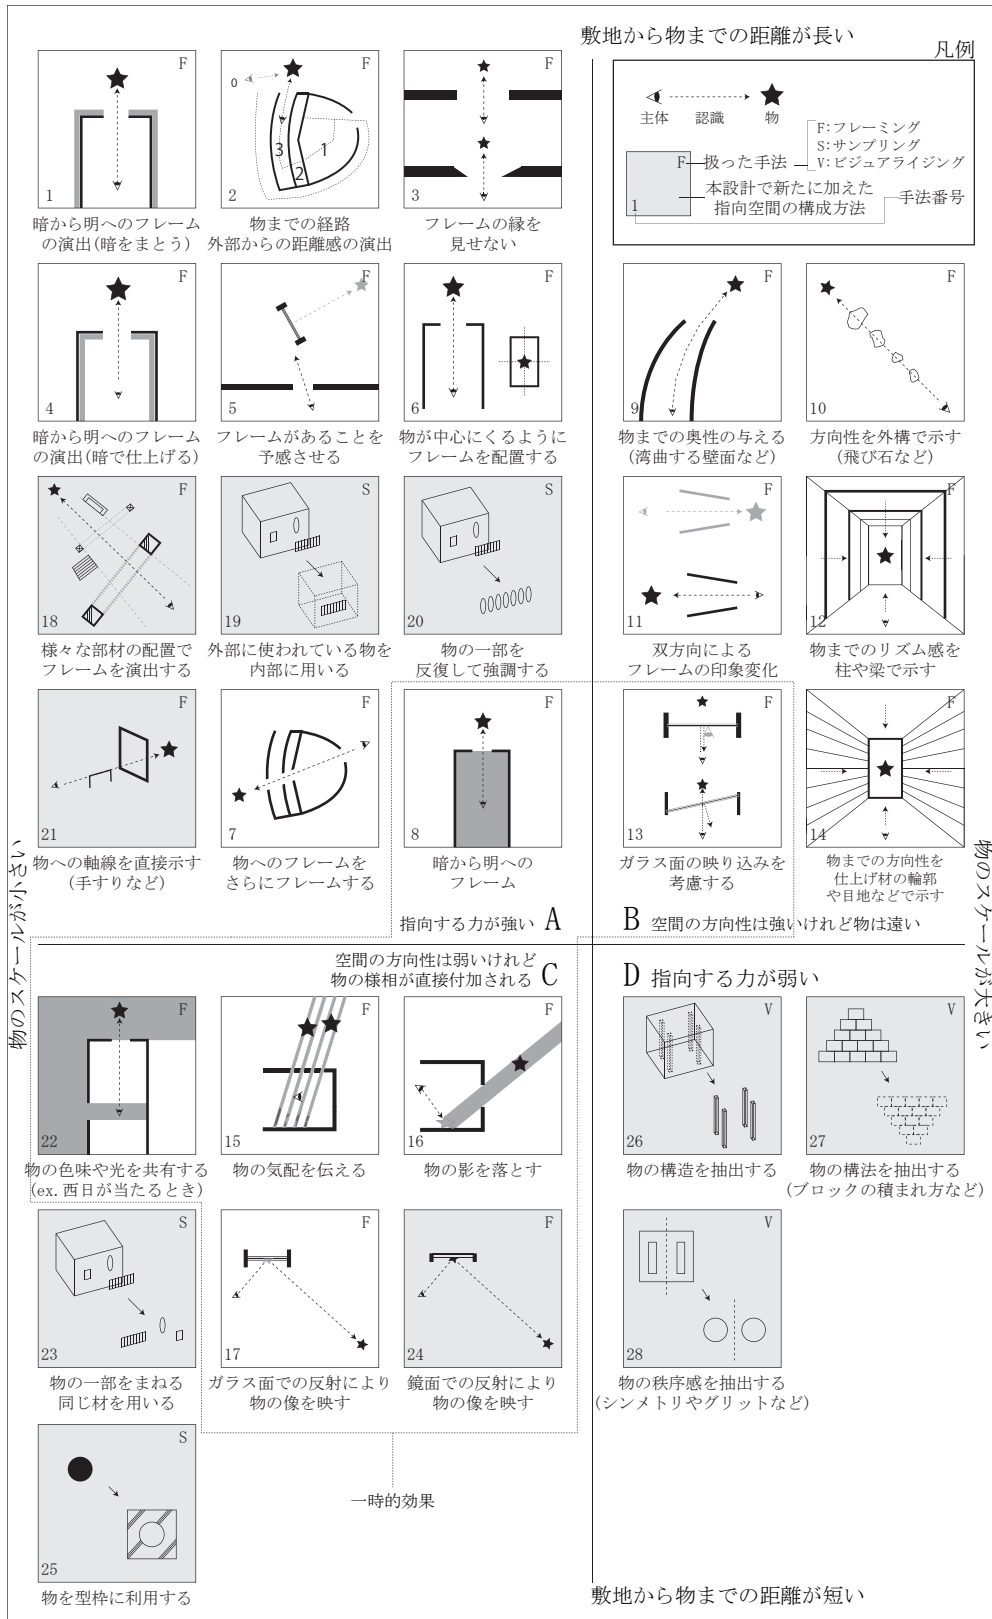 敷地から物までの距離が長い
凡例
主体
認識
物
F:フレーミング
S:サンプリング
V:ビジュアライジング
F
扱った手法
本設計で新たに加えた
指向空間の構成方法
1
手法番号
F
1
暗から明へのフレーム
の演出(暗をまとう)
F
0
3
2
1
2
物までの経路
外部からの距離感の演出
F
3
フレームの縁を
見せない
F
4
暗から明へのフレーム
の演出(暗で仕上げる)
F
5
フレームがあることを
予感させる
F
6
物が中心にくるように
フレームを配置する
F
9
物までの奥性の与える
(湾曲する壁面など)
F
10
方向性を外構で示す
(飛び石など)
F
18
様々な部材の配置で
フレームを演出する
S
19
外部に使われている物を
内部に用いる
S
20
物の一部を
反復して強調する
F
11
双方向による
フレームの印象変化
F
12
物までのリズム感を
柱や梁で示す
F
21
物への軸線を直接示す
(手すりなど)
F
7
物へのフレームを
さらにフレームする
F
8
暗から明への
フレーム
F
13
ガラス面の映り込みを
考慮する
F
14
物までの方向性を
仕上げ材の輪郭
や目地などで示す
物のスケールが小さい
物のスケールが大きい
指向する力が強い A
B 空間の方向性は強いけれど物は遠い
空間の方向性は弱いけれど
物の様相が直接付加される C
D 指向する力が弱い
F
22
物の色味や光を共有する
(ex.西日が当たるとき)
F
15
物の気配を伝える
F
16
物の影を落とす
V
26
物の構造を抽出する
V
27
物の構法を抽出する
(ブロックの積まれ方など)
S
23
物の一部をまねる
同じ材を用いる
F
17
ガラス面での反射により
物の像を映す
F
24
鏡面での反射により
物の像を映す
V
28
物の秩序感を抽出する
(シンメトリやグリットなど)
S
25
物を型枠に利用する
一時的効果
敷地から物までの距離が短い